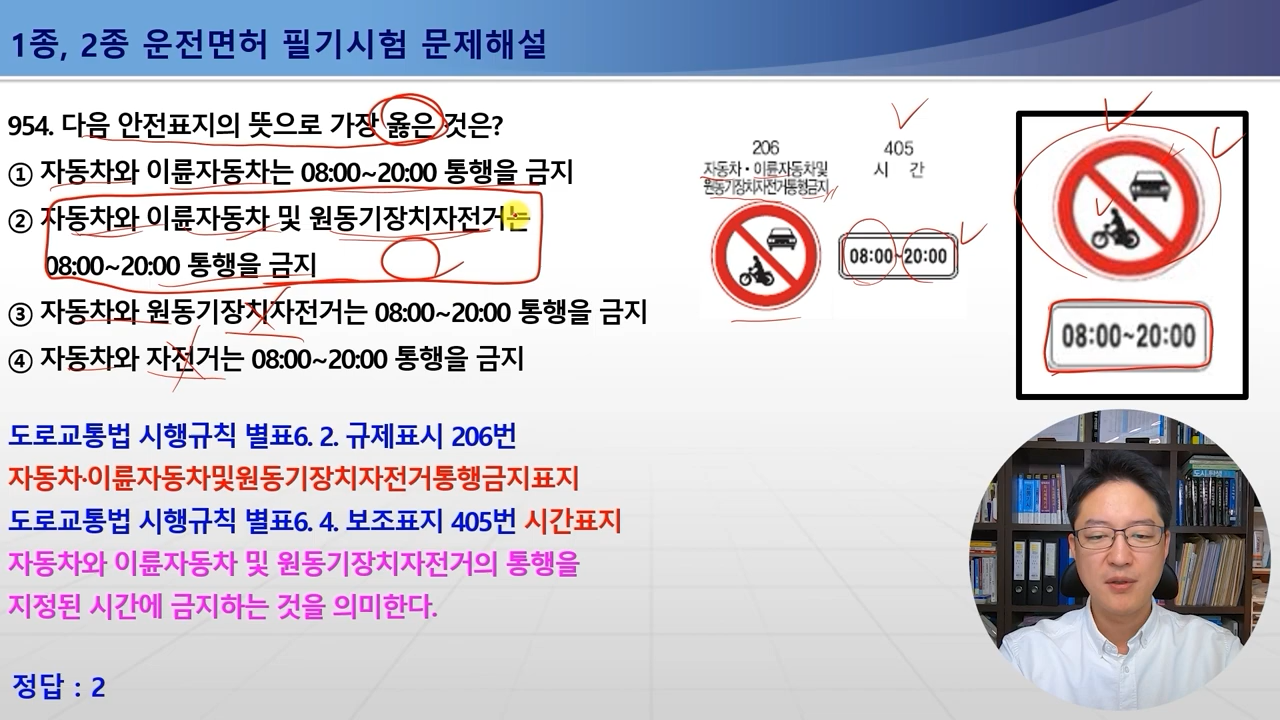 1종, 2종 운전면허 필기시험 문제해설
954. 다음 안전표지의 뜻으로 가장 옳은 것은?
① 자동차와 이륜자동차는 08:00~20:00 통행을 금지
② 자동차와 이륜자동차 및 원동기장치자전거는
08:00~20:00 통행을 금지
③ 자동차와 원동기장치자전거는 08:00~20:00 통행을 금지
④ 자동차와 자전거는 08:00~20:00 통행을 금지
206
자동차·이륜자동차및
원동기장치자전거통행금지
405
시 간
08:00~20:00
08:00~20:00
도로교통법 시행규칙 별표6. 2. 규제표시 206번
자동차·이륜자동차및원동기장치자전거통행금지표지
도로교통법 시행규칙 별표6. 4. 보조표지 405번 시간표지
자동차와 이륜자동차 및 원동기장치자전거의 통행을
지정된 시간에 금지하는 것을 의미한다.
정답 : 2